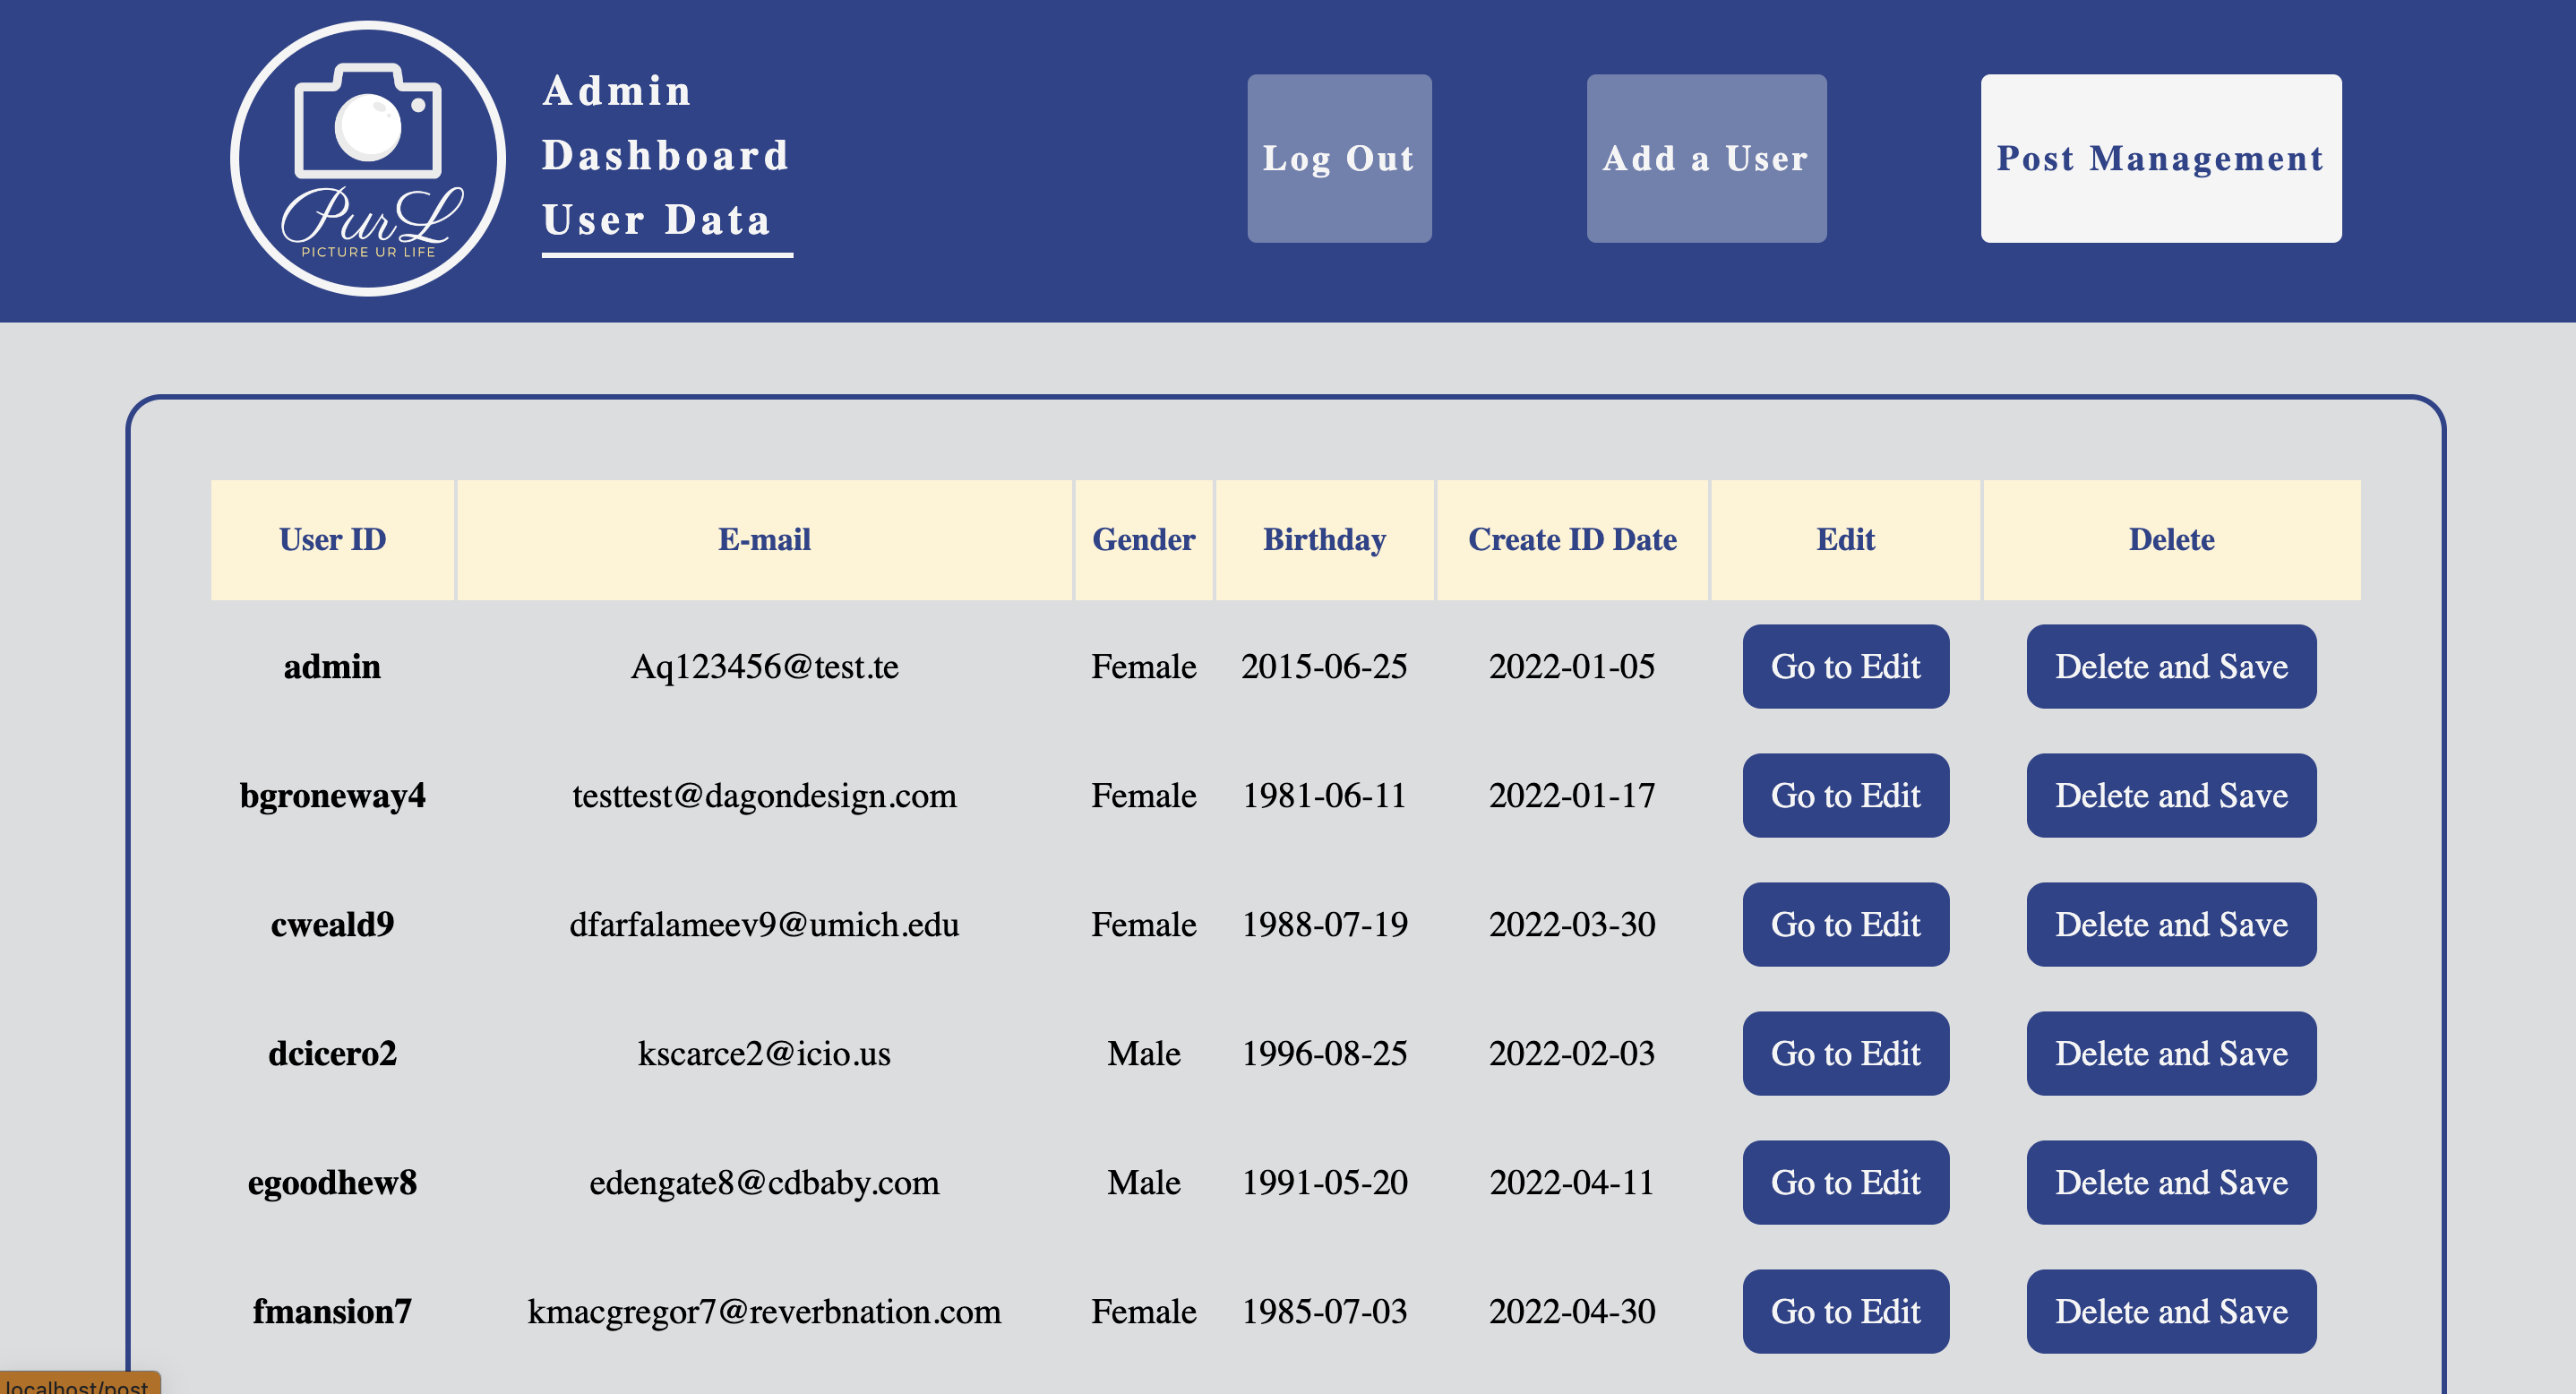 PurL
PICTURE UR LIFE
Admin
Dashboard
User Data
Log Out
Add a User
Post Management
User ID E-mail Gender Birthday Create ID Date Edit Delete
admin Aq123456@test.te Female 2015-06-25 2022-01-05 Go to Edit Delete and Save
bgroneway4 testtest@dagondesign.com Female 1981-06-11 2022-01-17 Go to Edit Delete and Save
cweald9 dfarfalameev9@umich.edu Female 1988-07-19 2022-03-30 Go to Edit Delete and Save
dcicero2 kscarce2@icio.us Male 1996-08-25 2022-02-03 Go to Edit Delete and Save
egoodhew8 edengate8@cdbaby.com Male 1991-05-20 2022-04-11 Go to Edit Delete and Save
fmansion7 kmacgregor7@reverbnation.com Female 1985-07-03 2022-04-30 Go to Edit Delete and Save
localhost/post